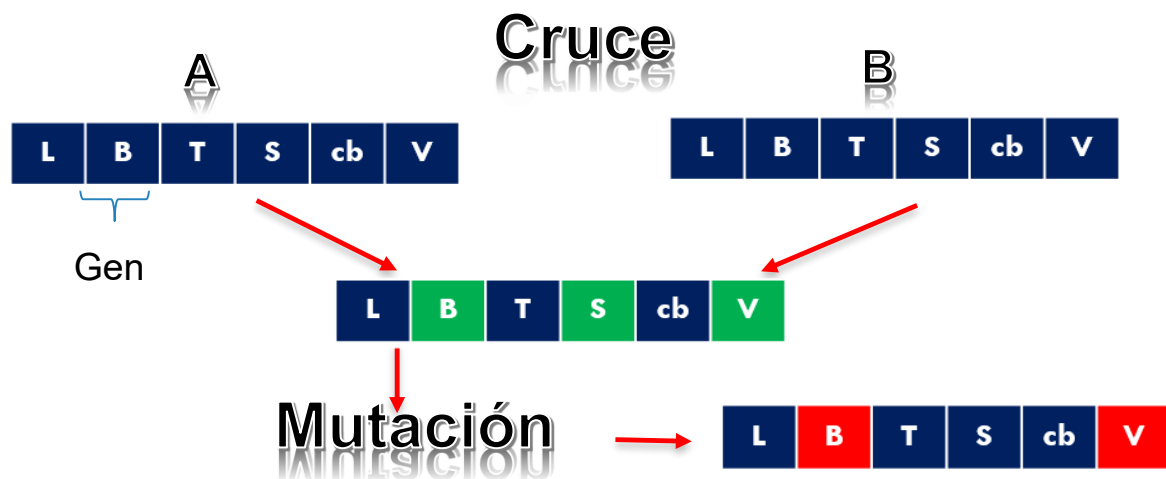 Cruce
A
B
L B T S cb V
L B T S cb V
Gen
L B T S cb V
Mutación
L B T S cb V